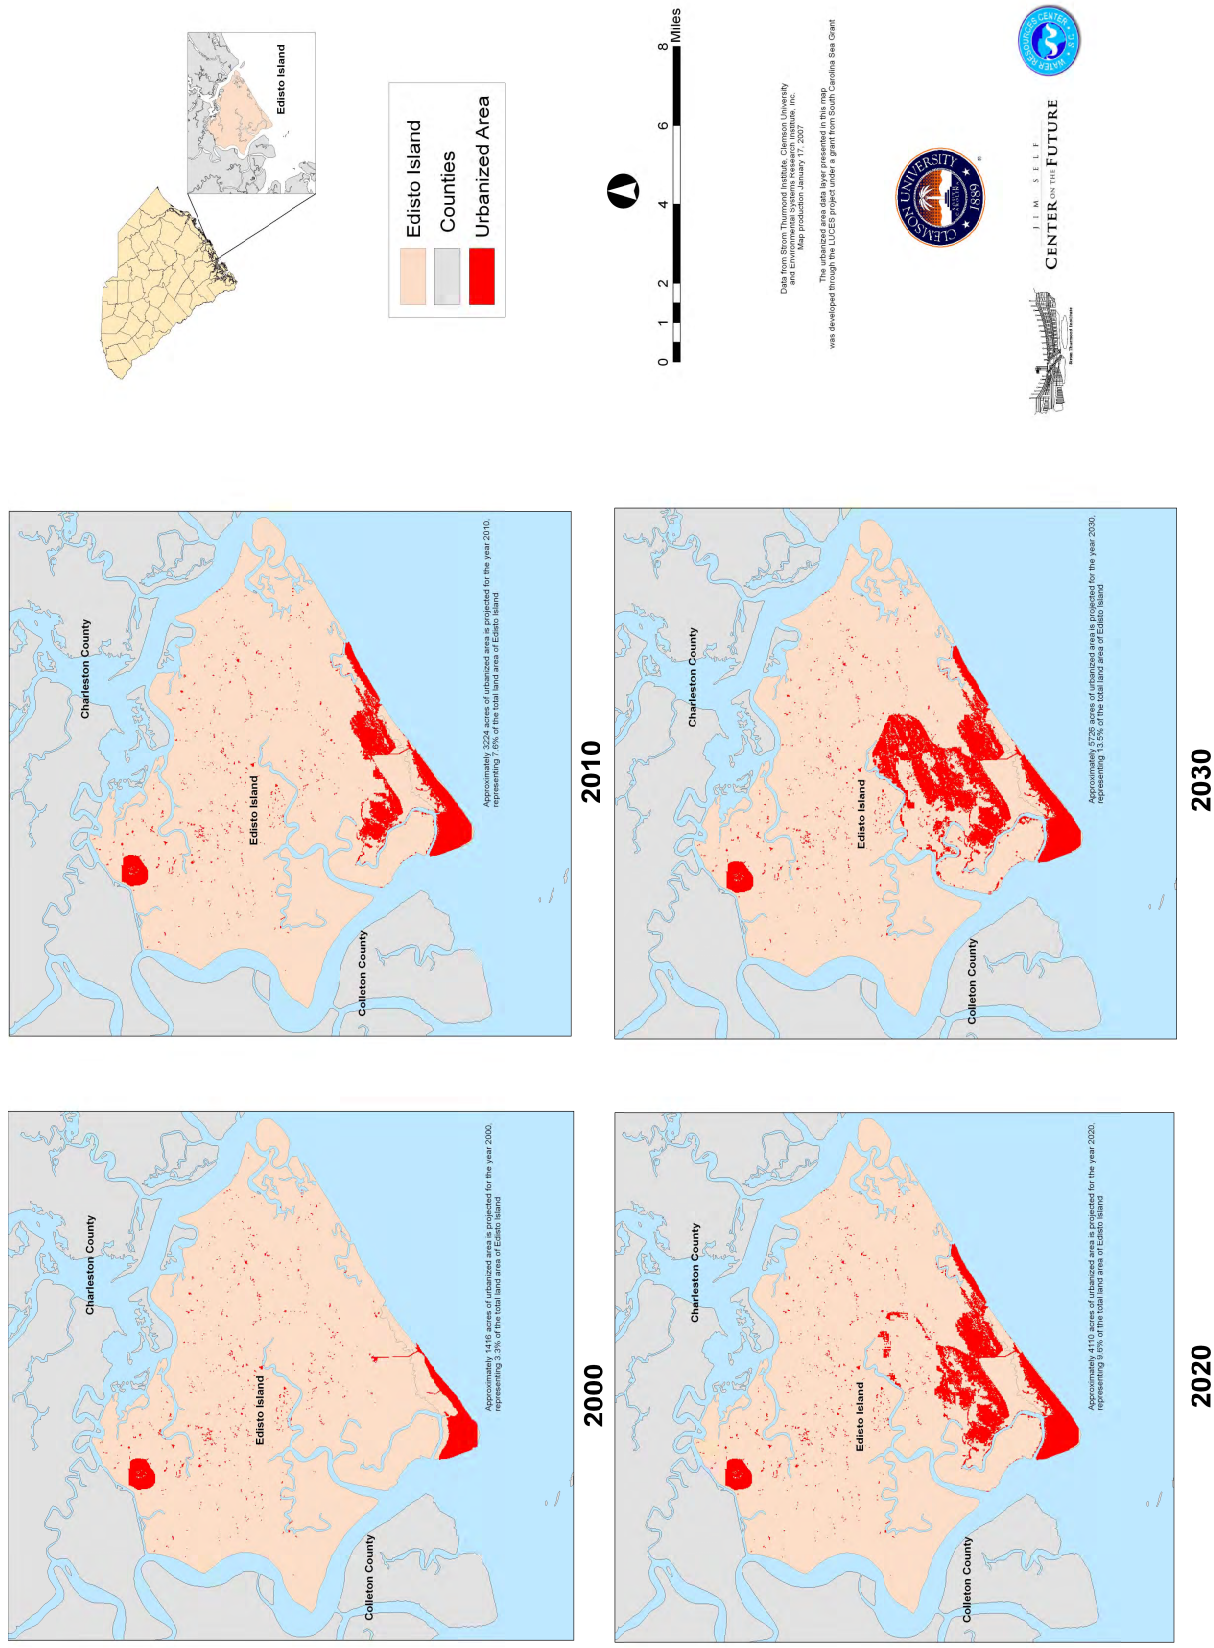 Charleston County
Edisto Island
Colleton County
Approximately 1416 acres of urbanized area is projected for the year 2000,
representing 3.3% of the total land area of Edisto Island
2000
Charleston County
Edisto Island
Colleton County
Approximately 3224 acres of urbanized area is projected for the year 2010,
representing 7.6% of the total land area of Edisto Island
2010
Edisto Island
Edisto Island
Counties
Urbanized Area
Charleston County
Edisto Island
Colleton County
Approximately 4110 acres of urbanized area is projected for the year 2020,
representing 9.6% of the total land area of Edisto Island
2020
Charleston County
Edisto Island
Colleton County
Approximately 5726 acres of urbanized area is projected for the year 2030,
representing 13.5% of the total land area of Edisto Island
2030
0 1 2 4 6 8
Miles
Data from Strom Thurmond Institute, Clemson University
and Environmental Systems Research Institute, Inc.
Map production January 17, 2007
The urbanized area data layer presented in this map
was developed through the LUCES project under a grant from South Carolina Sea Grant
CLEMSON UNIVERSITY
1889
Strom Thurmond Institute
JIM SELF
CENTER ON THE FUTURE
WATER RESOURCES CENTER • S.C.